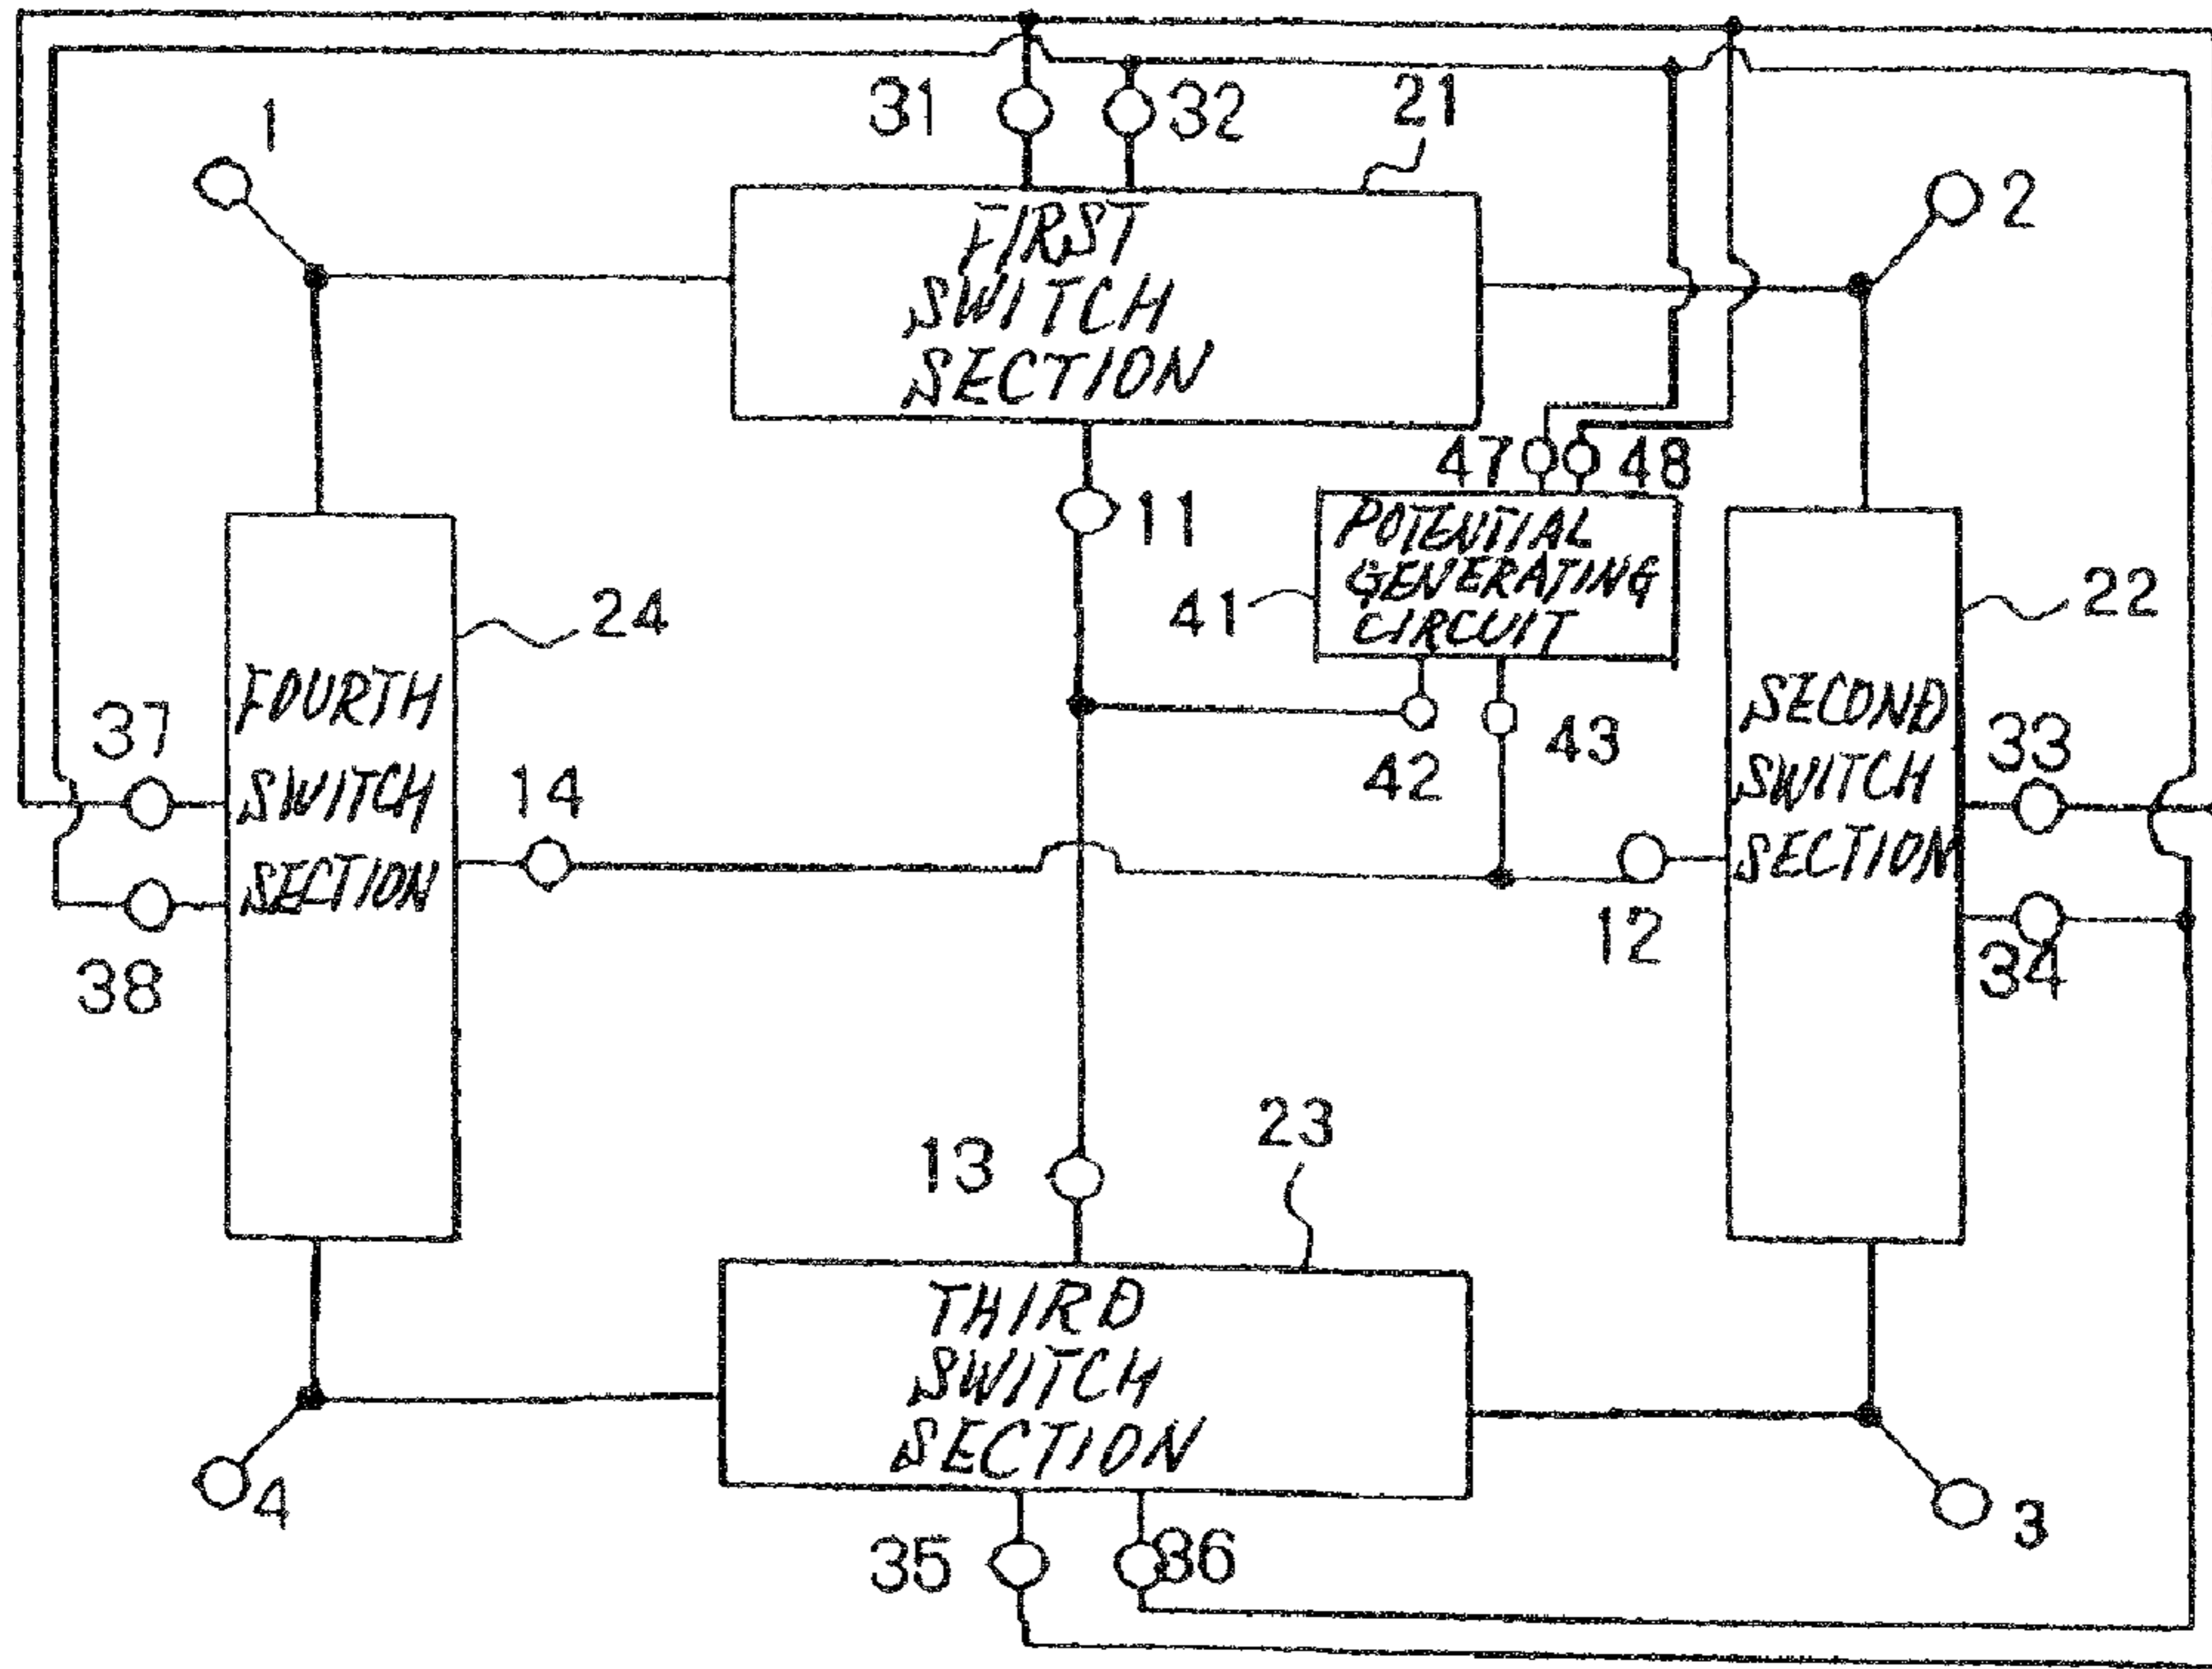 31
32
21
1
2
FIRST
SWITCH
SECTION
47
48
11
POTENTIAL
GENERATING
CIRCUIT
41
24
22
FOURTH
SWITCH
SECTION
SECOND
SWITCH
SECTION
37
14
42
43
33
12
38
34
23
13
THIRD
SWITCH
SECTION
4
3
35
36